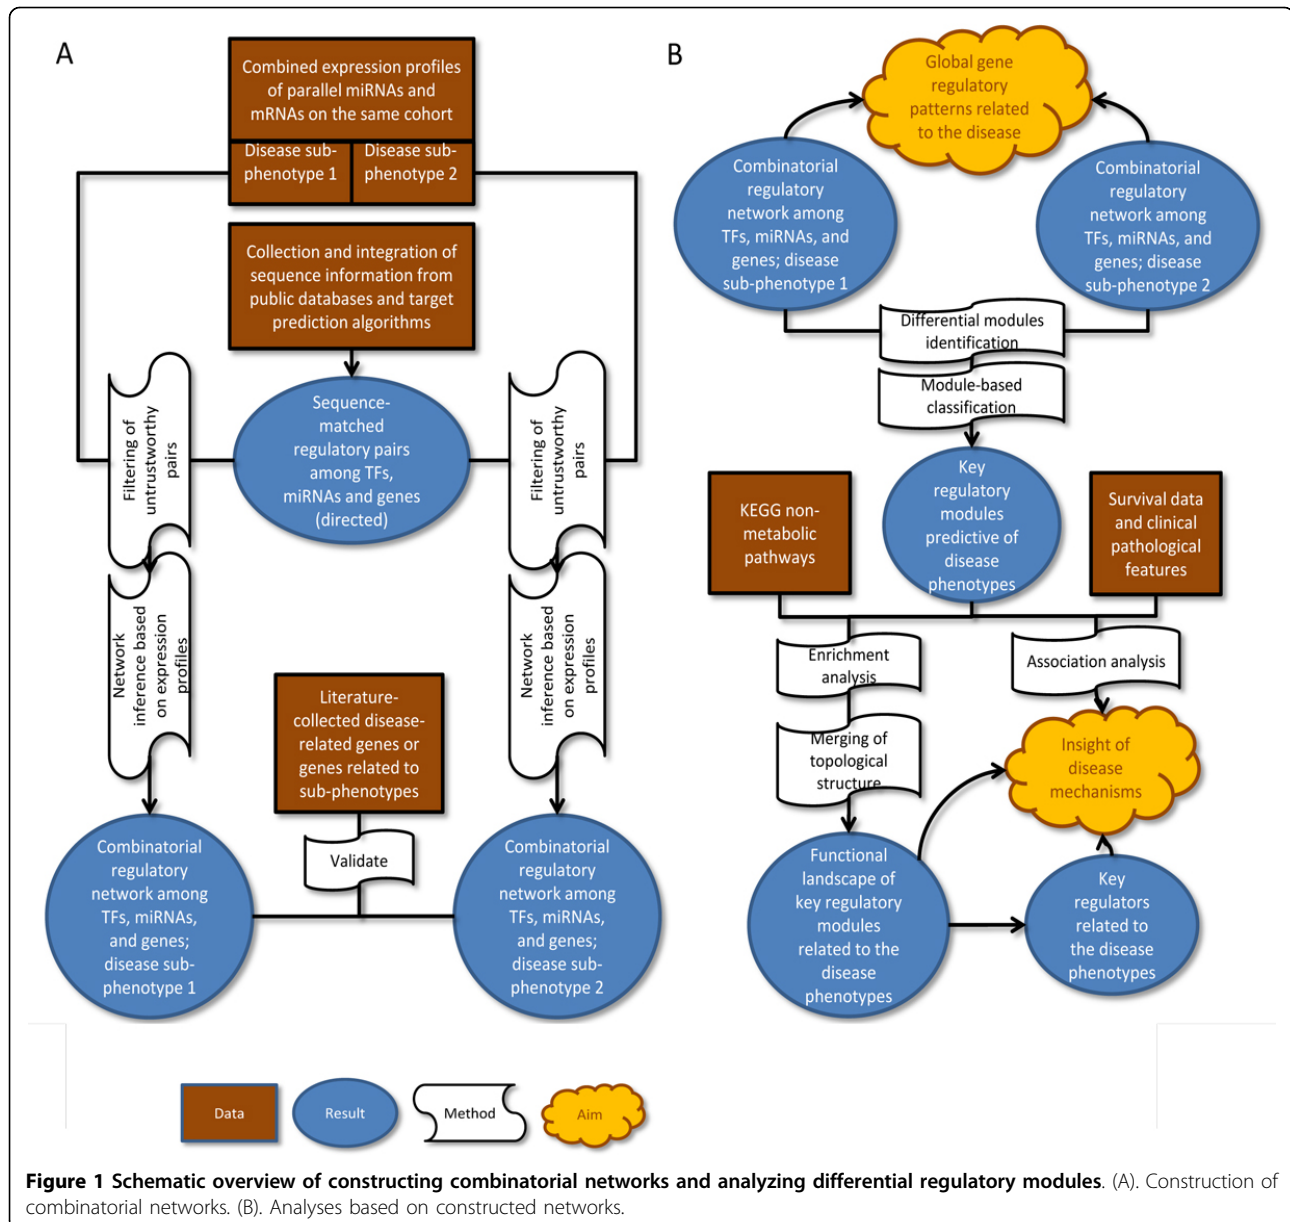 A
Combined expression profiles
of parallel miRNAs and
mRNAs on the same cohort
Disease sub-
phenotype 1
Disease sub-
phenotype 2
Collection and integration of
sequence information from
public databases and target
prediction algorithms
Filtering of
untrustworthy
pairs
Sequence-
matched
regulatory pairs
among TFs,
miRNAs and genes
(directed)
Filtering of
untrustworthy
pairs
Network
inference based
on expression
profiles
Network
inference based
on expression
profiles
Literature-
collected disease-
related genes or
genes related to
sub-phenotypes
Validate
Combinatorial
regulatory
network among
TFs, miRNAs,
and genes;
disease sub-
phenotype 1
Combinatorial
regulatory
network among
TFs, miRNAs,
and genes;
disease sub-
phenotype 2
B
Global gene
regulatory
patterns related
to the disease
Combinatorial
regulatory
network among
TFs, miRNAs, and
genes; disease
sub-phenotype 1
Combinatorial
regulatory
network among
TFs, miRNAs, and
genes; disease
sub-phenotype 2
Differential modules
identification
Module-based
classification
Key
regulatory
modules
predictive of
disease
phenotypes
KEGG non-
metabolic
pathways
Survival data
and clinical
pathological
features
Enrichment
analysis
Association analysis
Merging of
topological
structure
Insight of
disease
mechanisms
Functional
landscape of
key regulatory
modules
related to the
disease
phenotypes
Key
regulators
related to
the disease
phenotypes
Data
Result
Method
Aim
Figure 1 Schematic overview of constructing combinatorial networks and analyzing differential regulatory modules. (A). Construction of
combinatorial networks. (B). Analyses based on constructed networks.